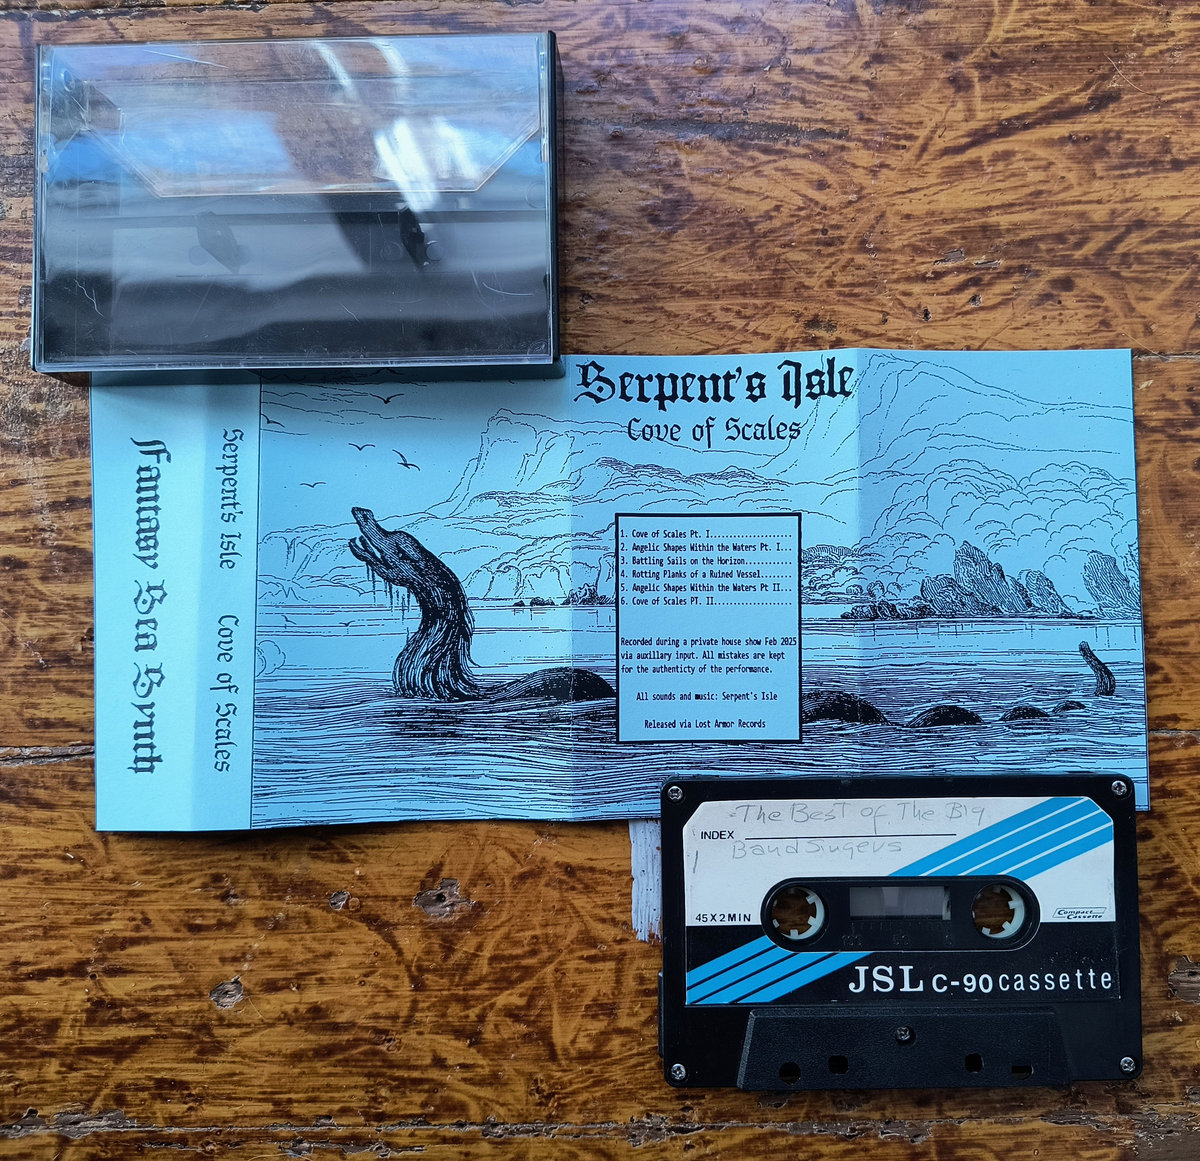 Serpent's Isle
Cove of Scales
1. Cove of Scales Pt. I.....................
2. Angelic Shapes Within the Waters Pt. I...
3. Battling Sails on the Horizon...........
4. Rotting Planks of a Ruined Vessel........
5. Angelic Shapes Within the Waters Pt II...
6. Cove of Scales PT. II....................
Recorded during a private house show Feb 2025
via auxillary input. All mistakes are kept
for the authenticty of the performance.
All sounds and music: Serpent's Isle
Released via Lost Armor Records
Serpent's Isle Cove of Scales
Fantasy Sea Synth
The Best of The Big
INDEX
Band Singers
45X2MIN
Compact
Cassette
JSL C-90 cassette